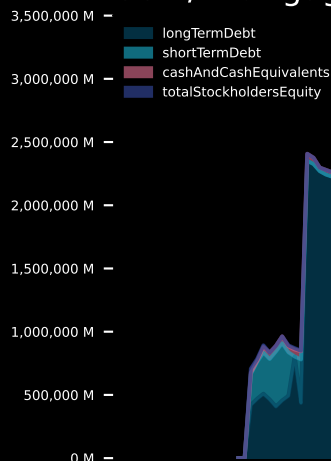 3,500,000 M
longTermDebt
shortTermDebt
3,000,000 M
cashAndCashEquivalents
totalStockholdersEquity
2,500,000 M
2,000,000 M
1,500,000 M
1,000,000 M
500,000 M
0 M